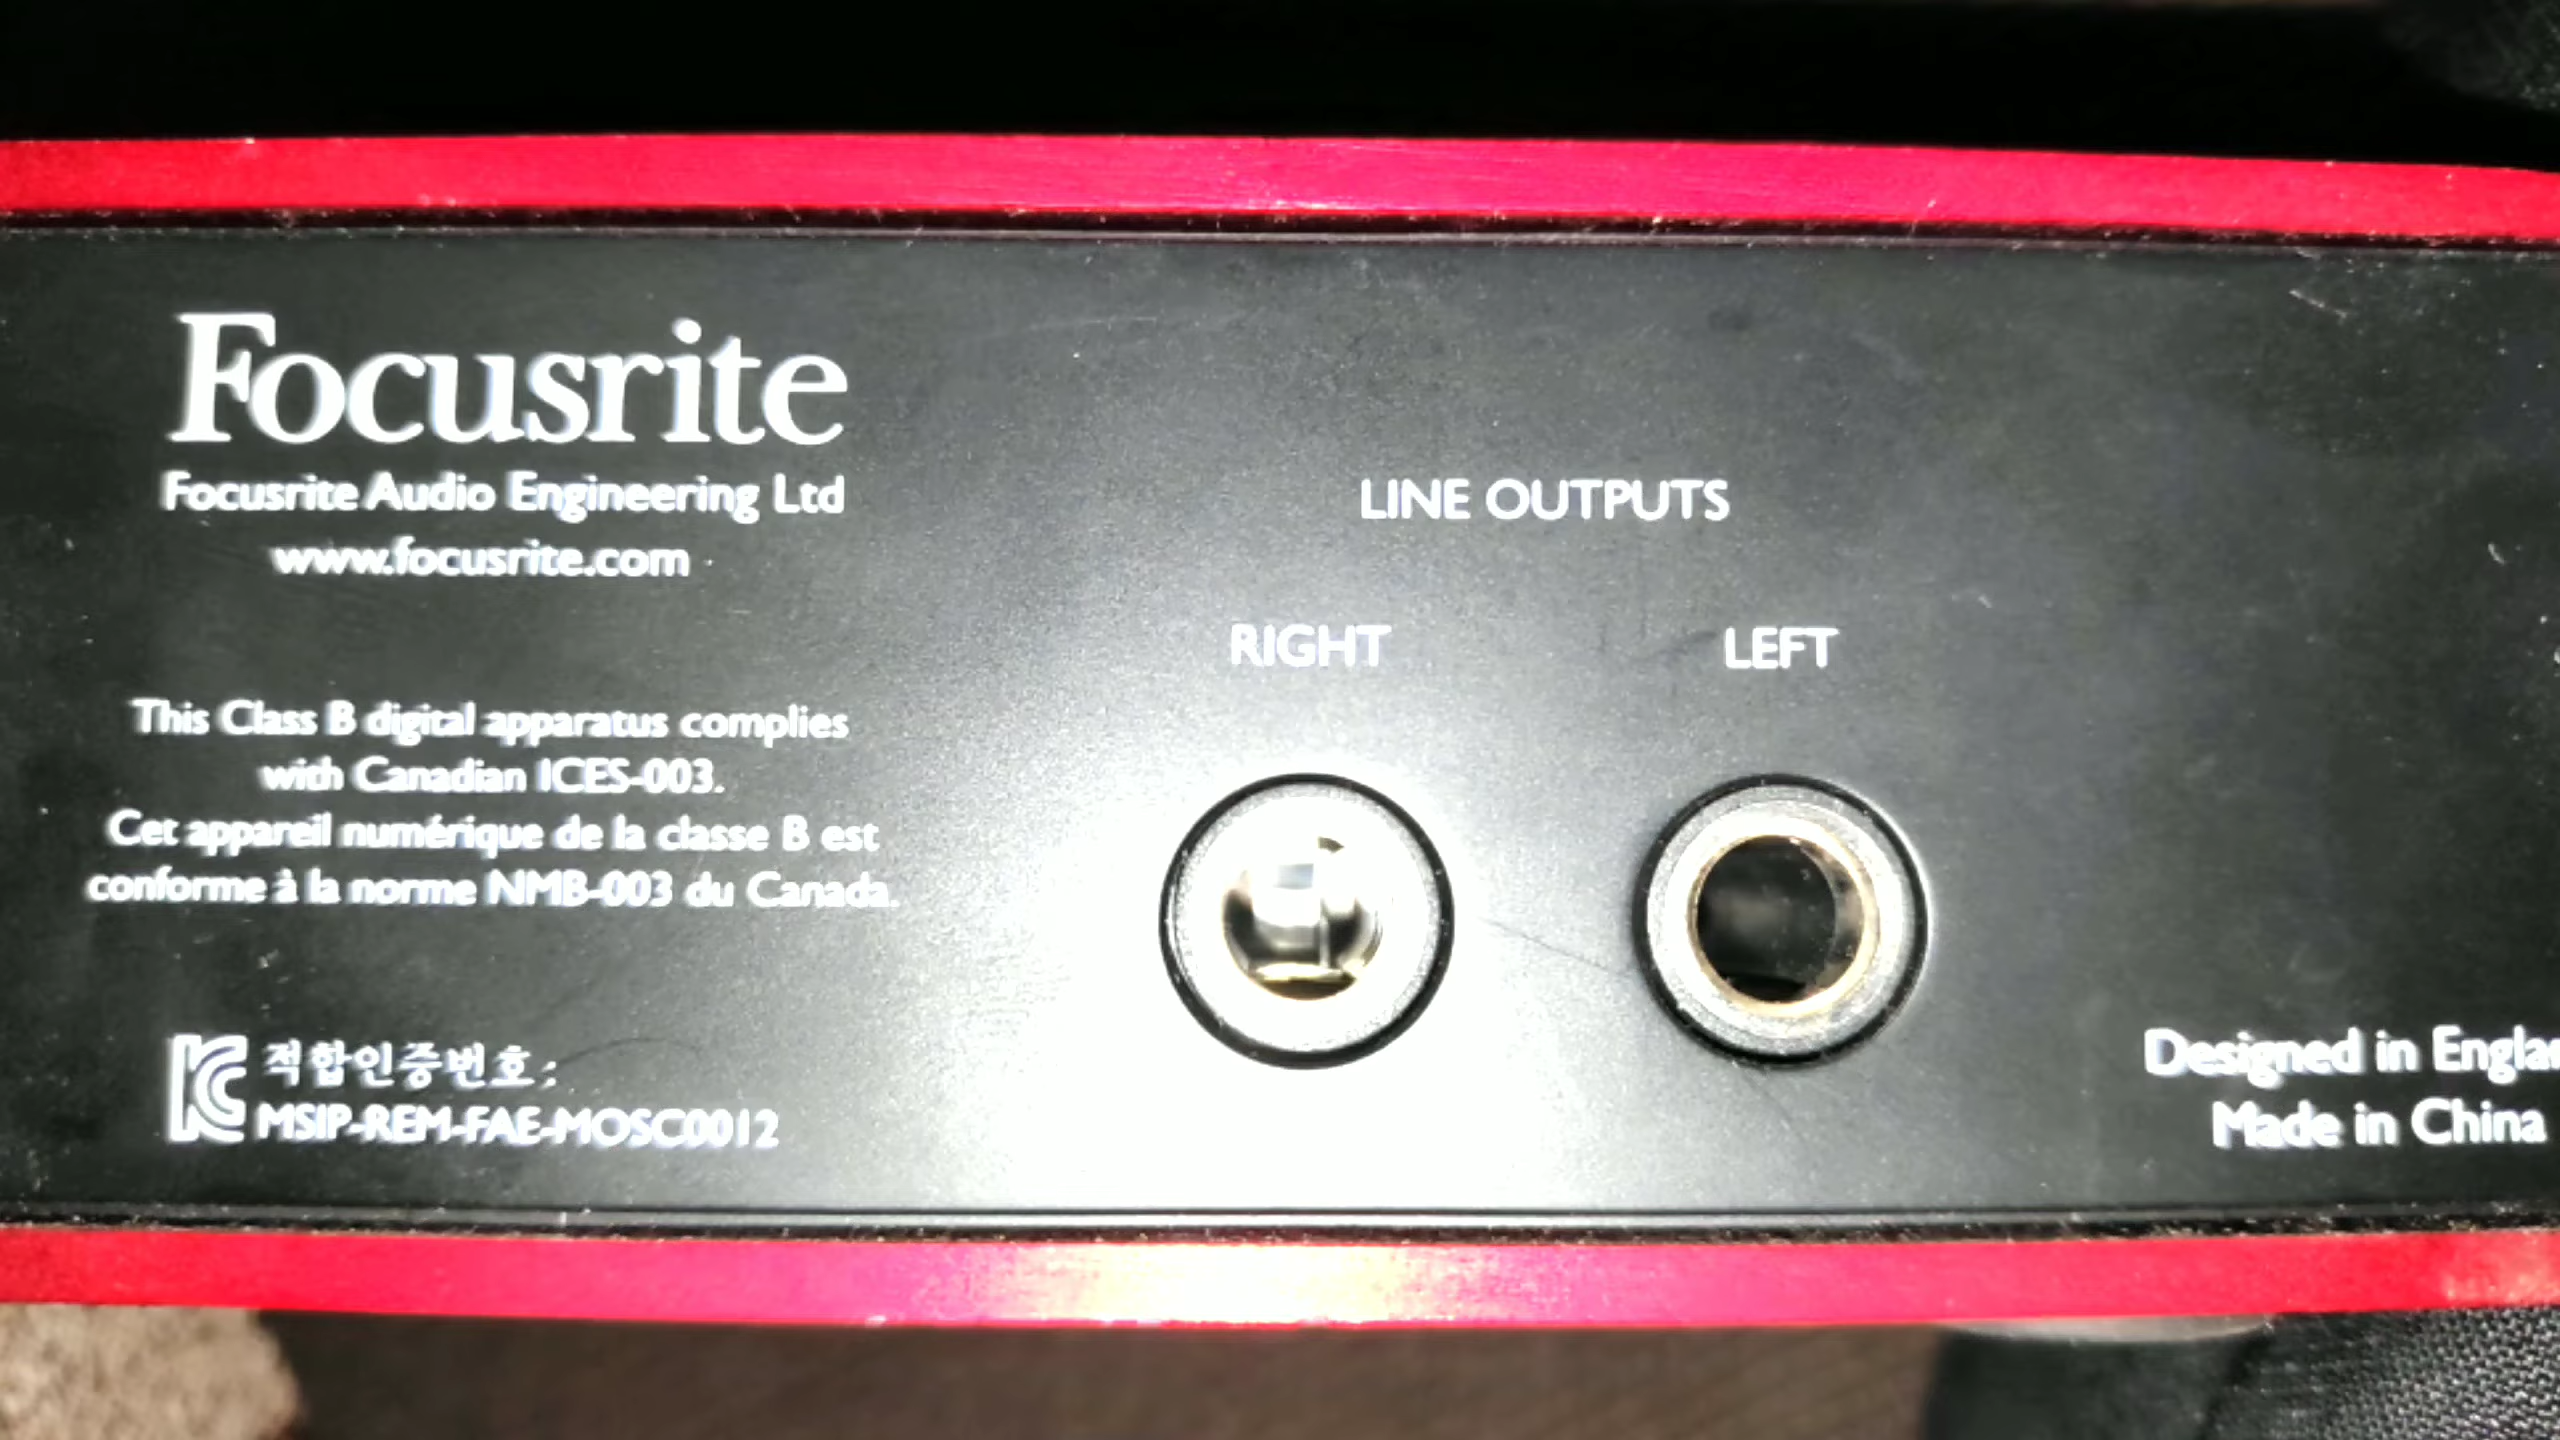 Focusrite
Focusrite Audio Engineering Ltd
www.focusrite.com
This Class B digital apparatus complies
with Canadian ICES-003.
Cet appareil numérique de la classe B est
conforme à la norme NMB-003 du Canada.
적합인증번호:
MSIP-REM-FAE-MOSC0012
LINE OUTPUTS
RIGHT LEFT
Designed in Engla
Made in China